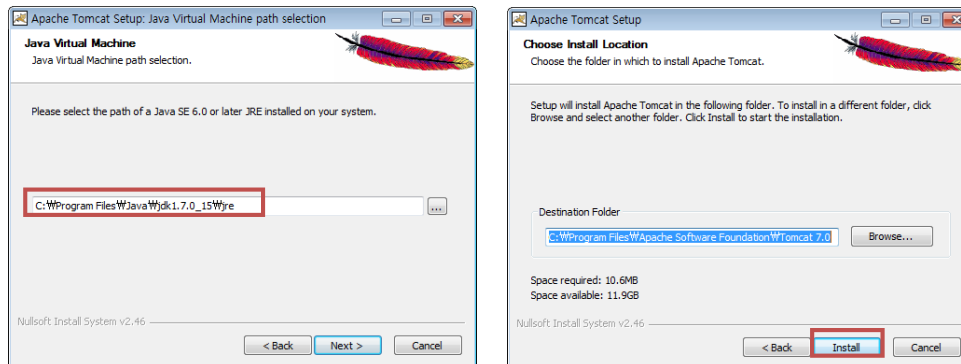 Apache Tomcat Setup: Java Virtual Machine path selection
Java Virtual Machine
Java Virtual Machine path selection.
Please select the path of a Java SE 6.0 or later JRE installed on your system.
C:₩Program Files₩Java₩jdk1.7.0_15₩jre
...
Nullsoft Install System v2.46
< Back
Next >
Cancel
Apache Tomcat Setup
Choose Install Location
Choose the folder in which to install Apache Tomcat.
Setup will install Apache Tomcat in the following folder. To install in a different folder, click
Browse and select another folder. Click Install to start the installation.
Destination Folder
C:₩Program Files₩Apache Software Foundation₩Tomcat 7.0
Browse...
Space required: 10.6MB
Space available: 11.9GB
Nullsoft Install System v2.46
< Back
Install
Cancel